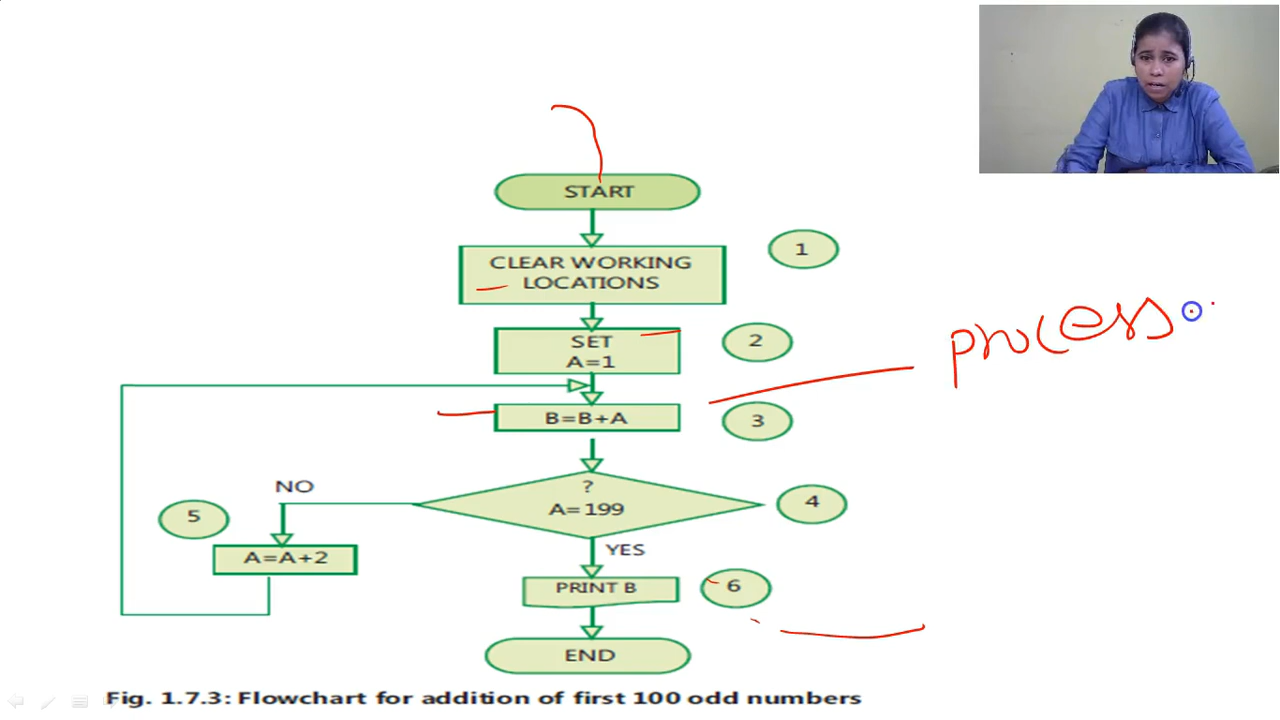 START
CLEAR WORKING
LOCATIONS
1
SET
A=1
2
process
B=B+A
3
NO
?
A=199
4
5
A=A+2
YES
PRINT B
6
END
Fig. 1.7.3: Flowchart for addition of first 100 odd numbers